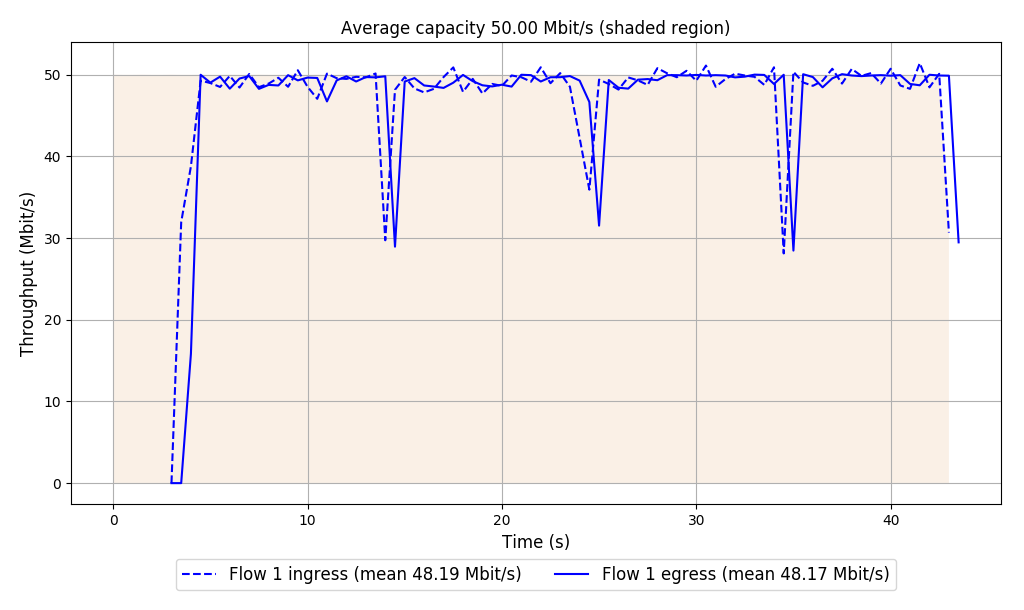 Average capacity 50.00 Mbit/s (shaded region)
Throughput (Mbit/s)
50
40
30
20
10
0
0 10 20 30 40
Time (s)
Flow 1 ingress (mean 48.19 Mbit/s) Flow 1 egress (mean 48.17 Mbit/s)